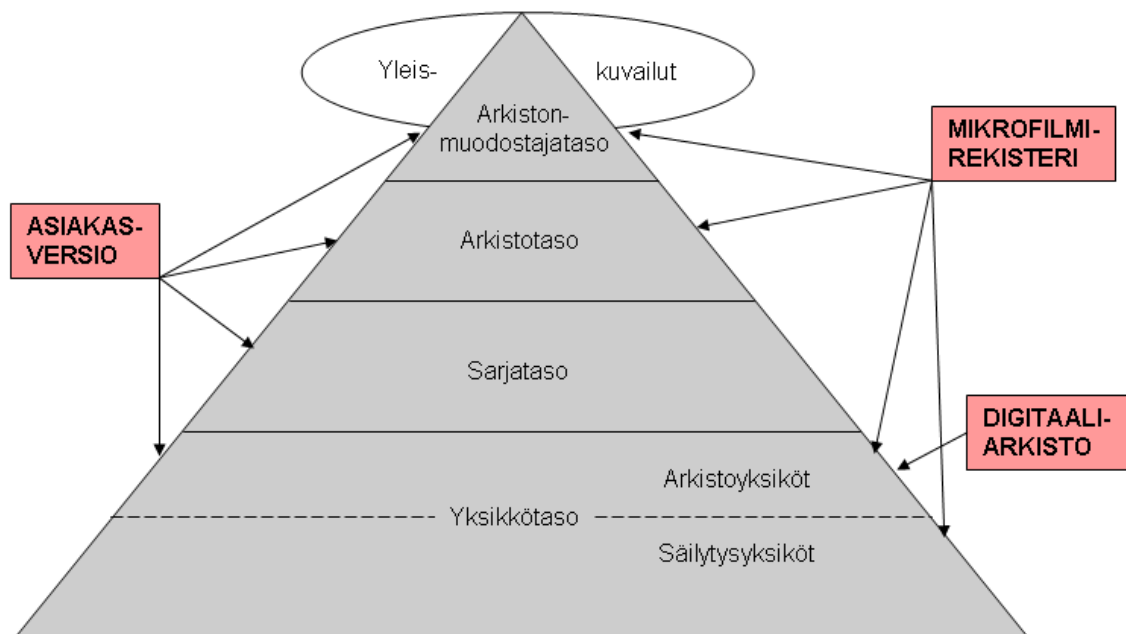 Yleis- kuvailut
Arkiston-
muodostajataso
MIKROFILMI-
REKISTERI
ASIAKAS-
VERSIO
Arkistotaso
Sarjataso
DIGITAALI-
ARKISTO
Arkistoyksiköt
Yksikkötaso
Säilytysyksiköt